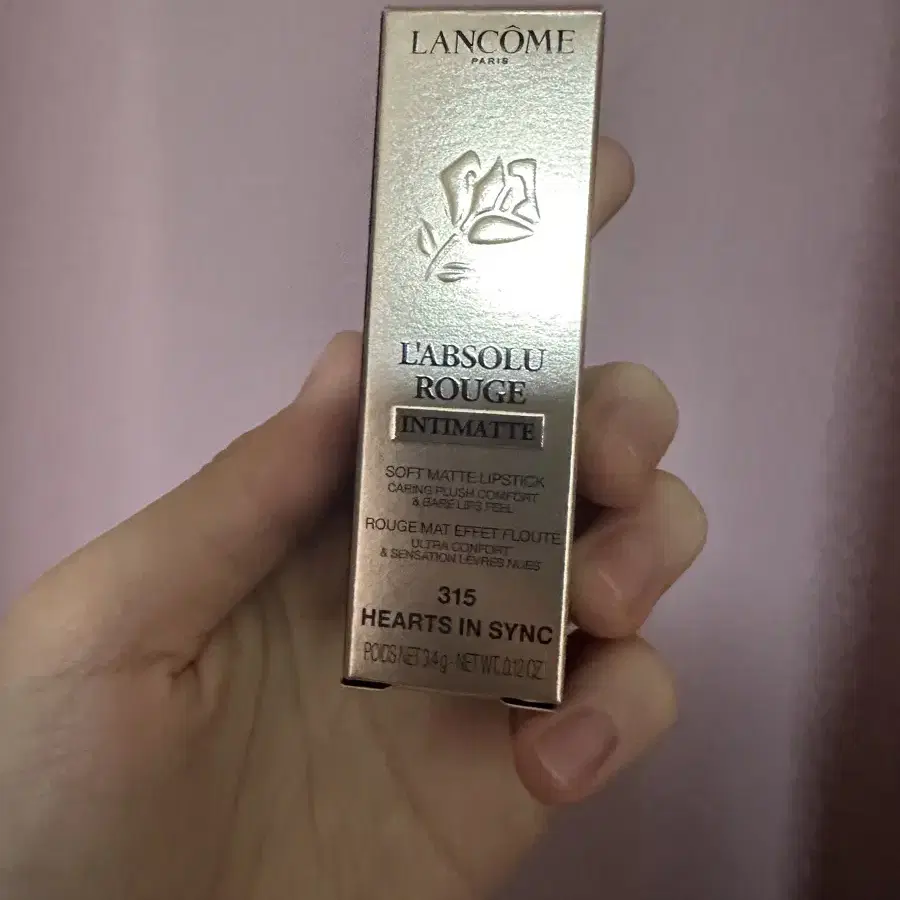 LANCÔME
PARIS
L'ABSOLU
ROUGE
INTIMATTE
SOFT MATTE LIPSTICK
CARING PLUSH COMFORT
& BARE LIPS FEEL
ROUGE MAT EFFET FLOUTÉ
ULTRA CONFORT
& SENSATION LÈVRES NUES
315
HEARTS IN SYNC
POIDS NET 3.4 g - NET WT. 0.12 OZ.